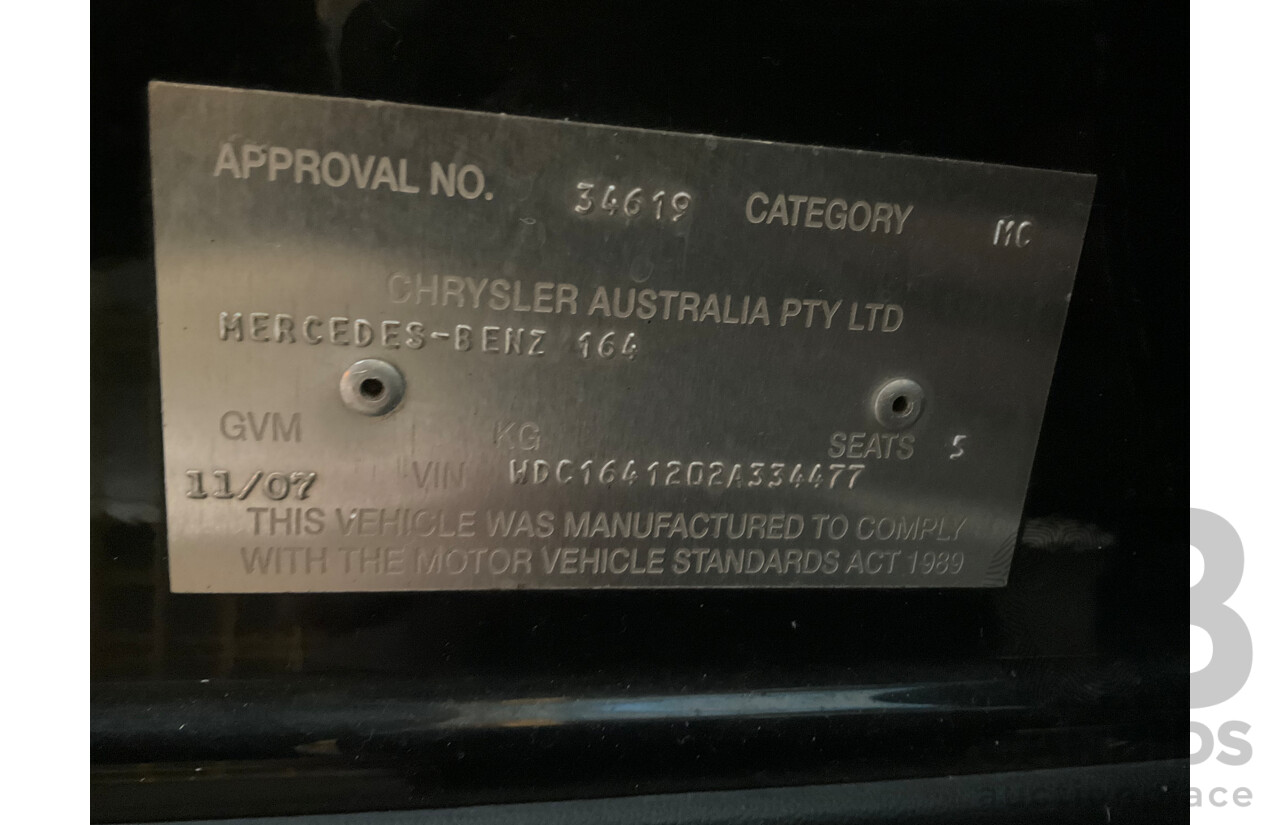 APPROVAL NO. 34619 CATEGORY MC
CHRYSLER AUSTRALIA PTY LTD
MERCEDES-BENZ 164
GVM KG SEATS 5
11/07 VIN WDC1641202A334477
THIS VEHICLE WAS MANUFACTURED TO COMPLY
WITH THE MOTOR VEHICLE STANDARDS ACT 1989